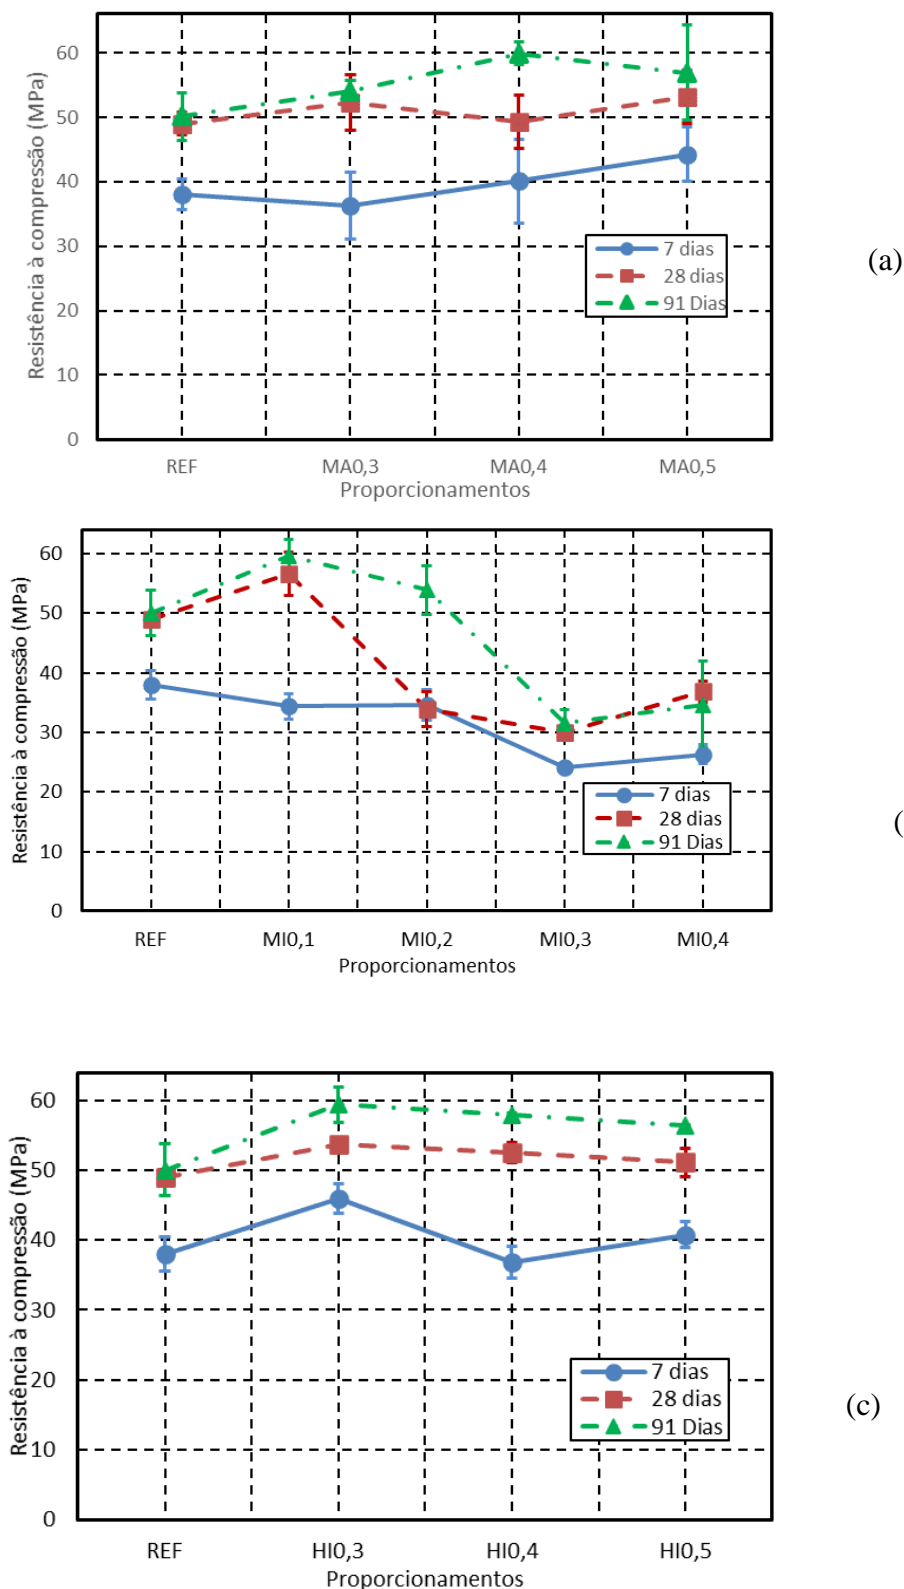 Resistência à compressão (MPa)
60
50
40
30
20
10
0
7 dias
28 dias
91 Dias
(a)
REF MA0,3 MA0,4 MA0,5
Proporcionamentos
Resistência à compressão (MPa)
60
50
40
30
20
10
0
7 dias
28 dias
91 Dias
(
REF MI0,1 MI0,2 MI0,3 MI0,4
Proporcionamentos
Resistência à compressão (MPa)
60
50
40
30
20
10
0
7 dias
28 dias
91 Dias
(c)
REF HI0,3 HI0,4 HI0,5
Proporcionamentos